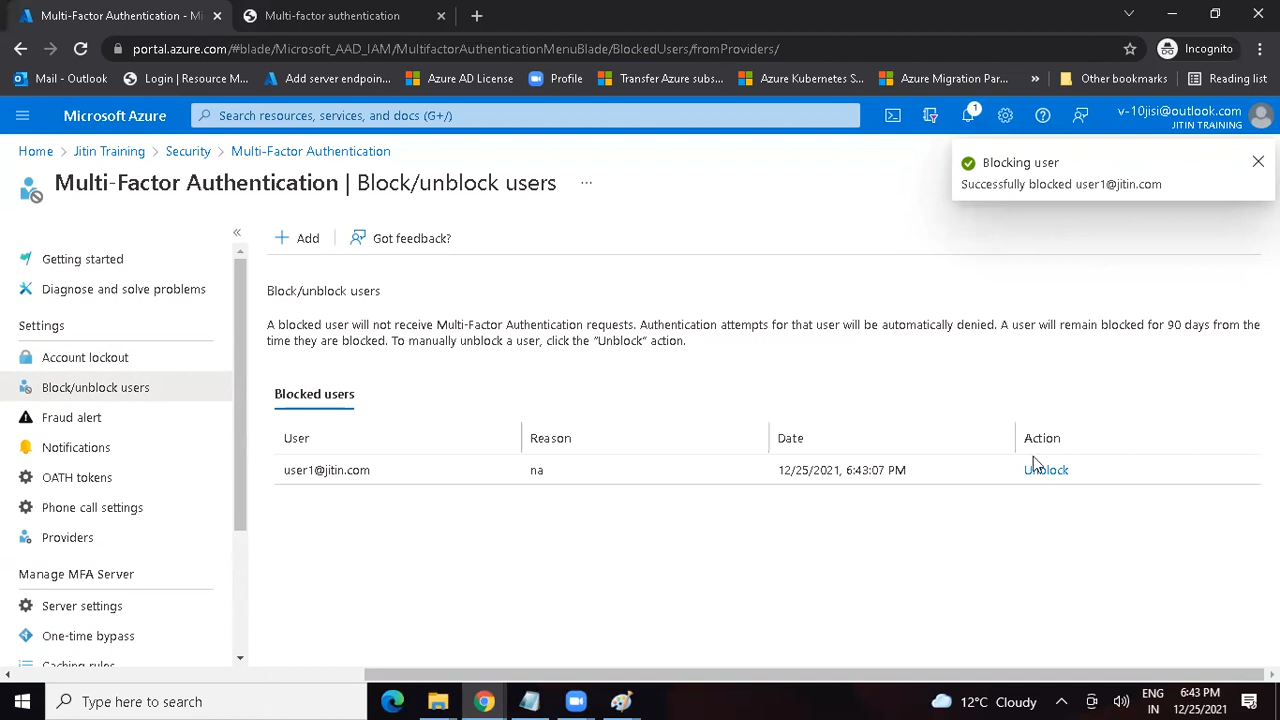 Multi-Factor Authentication - Mi
Multi-factor authentication
portal.azure.com/#blade/Microsoft_AAD_IAM/MultifactorAuthenticationMenuBlade/BlockedUsers/fromProviders/
Incognito
Mail - Outlook
Login | Resource M...
Add server endpoin...
Azure AD License
Profile
Transfer Azure subs...
Azure Kubernetes S...
Azure Migration Par...
»
Other bookmarks
Reading list
Microsoft Azure
Search resources, services, and docs (G+/)
1
v-10jisi@outlook.com
JITIN TRAINING
Home > Jitin Training > Security > Multi-Factor Authentication
Multi-Factor Authentication | Block/unblock users ...
Blocking user
Successfully blocked user1@jitin.com
«
Add
Got feedback?
Getting started
Diagnose and solve problems
Settings
Account lockout
Block/unblock users
Fraud alert
Notifications
OATH tokens
Phone call settings
Providers
Manage MFA Server
Server settings
One-time bypass
Caching rules
Block/unblock users
A blocked user will not receive Multi-Factor Authentication requests. Authentication attempts for that user will be automatically denied. A user will remain blocked for 90 days from the
time they are blocked. To manually unblock a user, click the "Unblock" action.
Blocked users
User Reason Date Action
user1@jitin.com na 12/25/2021, 6:43:07 PM Unblock
Type here to search
12°C Cloudy
ENG
IN
6:43 PM
12/25/2021